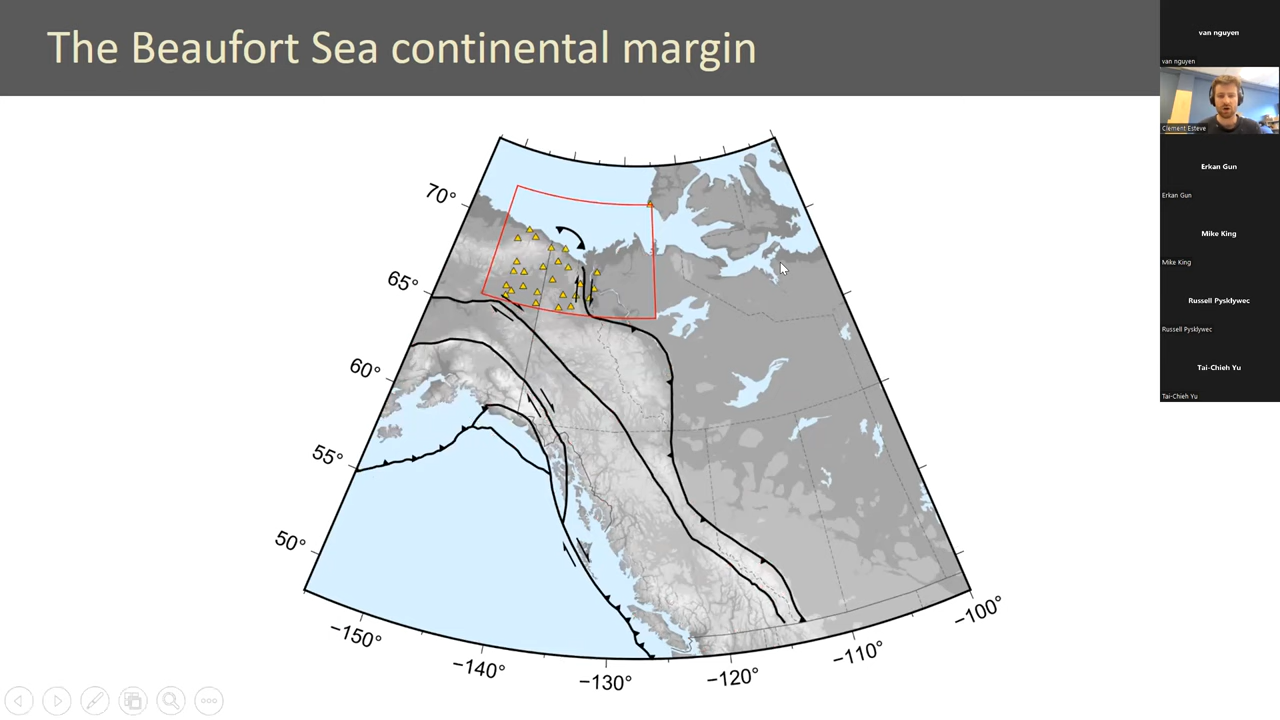 The Beaufort Sea continental margin
70°
65°
60°
55°
50°
−150°
−140°
−130°
−120°
−110°
−100°
van nguyen
van nguyen
Clement Esteve
Erkan Gun
Erkan Gun
Mike King
Mike King
Russell Pysklywec
Russell Pysklywec
Tai-Chieh Yu
Tai-Chieh Yu